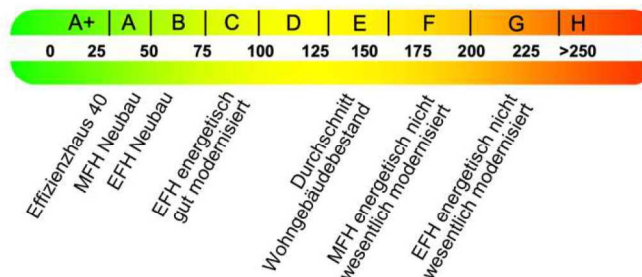 A+ A B C D E F G H
0 25 50 75 100 125 150 175 200 225 >250
Effizienzhaus 40
MFH Neubau
EFH Neubau
EFH energetisch
gut modernisiert
Durchschnitt
Wohngebäudebestand
MFH energetisch nicht
wesentlich modernisiert
EFH energetisch nicht
wesentlich modernisiert